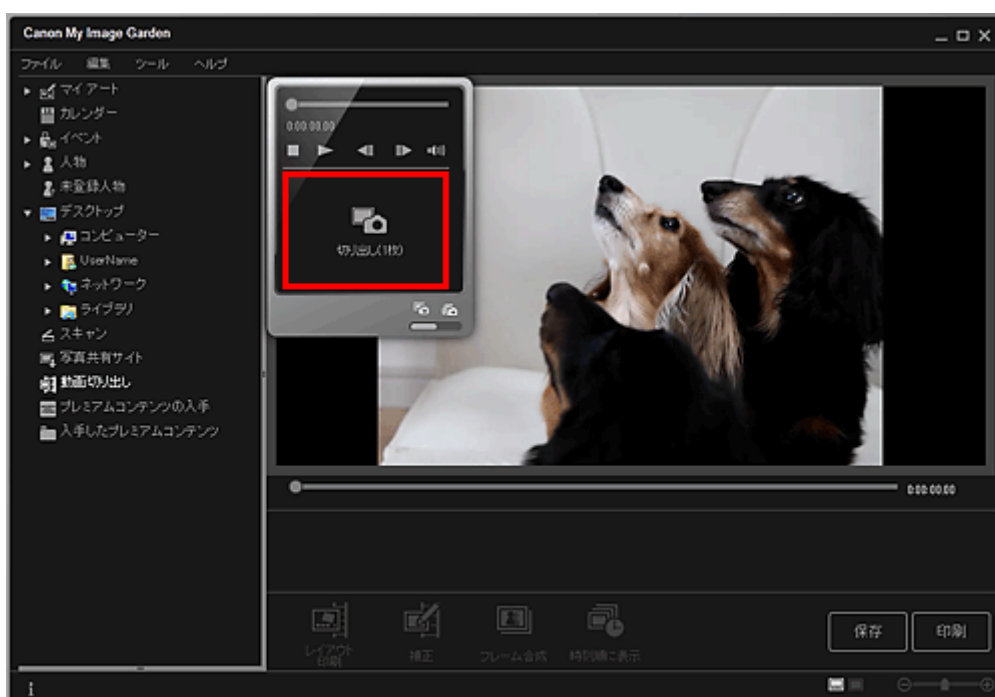 Canon My Image Garden
ファイル 編集 ツール ヘルプ
マイ アート
カレンダー
イベント
人物
未登録人物
デスクトップ
コンピューター
UserName
ネットワーク
ライブラリ
スキャン
写真共有サイト
動画切り出し
プレミアムコンテンツの入手
入手したプレミアムコンテンツ
0:00:00.00
切り出し(1枚)
0:00:00.00
レイアウト
印刷
補正
フレーム合成
時刻順に表示
保存
印刷